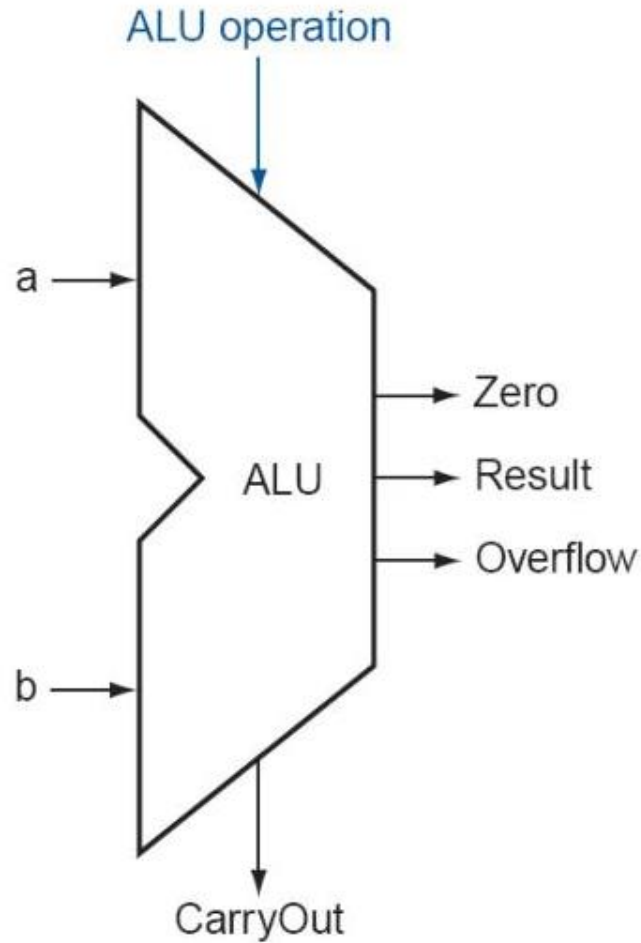 ALU operation
a
Zero
ALU
Result
Overflow
b
CarryOut